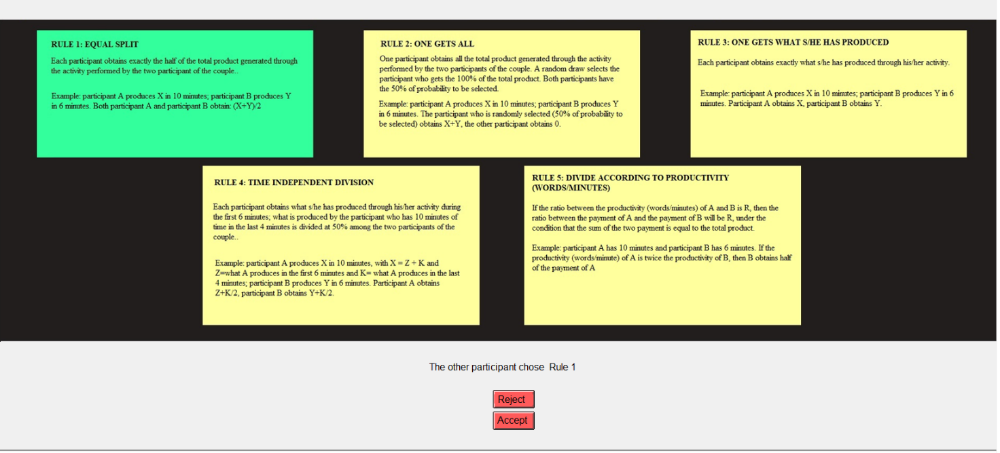 RULE 1: EQUAL SPLIT
Each participant obtains exactly the half of the total product generated through
the activity performed by the two participant of the couple..
Example: participant A produces X in 10 minutes; participant B produces Y
in 6 minutes. Both participant A and participant B obtain: (X+Y)/2
RULE 2: ONE GETS ALL
One participant obtains all the total product generated through the activity
performed by the two participants of the couple. A random draw selects the
participant who gets the 100% of the total product. Both participants have
the 50% of probability to be selected.
Example: participant A produces X in 10 minutes; participant B produces Y
in 6 minutes. The participant who is randomly selected (50% of probability to
be selected) obtains X+Y, the other participant obtains 0.
RULE 3: ONE GETS WHAT S/HE HAS PRODUCED
Each participant obtains exactly what s/he has produced through his/her activity.
Example: participant A produces X in 10 minutes; participant B produces Y in 6
minutes. Participant A obtains X, participant B obtains Y.
RULE 4: TIME INDEPENDENT DIVISION
Each participant obtains what s/he has produced through his/her activity during
the first 6 minutes; what is produced by the participant who has 10 minutes of
time in the last 4 minutes is divided at 50% among the two participants of the
couple..
Example: participant A produces X in 10 minutes, with X = Z + K and
Z=what A produces in the first 6 minutes and K= what A produces in the last
4 minutes; participant B produces Y in 6 minutes. Participant A obtains
Z+K/2, participant B obtains Y+K/2.
RULE 5: DIVIDE ACCORDING TO PRODUCTIVITY
(WORDS/MINUTES)
If the ratio between the productivity (words/minutes) of A and B is R, then the
ratio between the payment of A and the payment of B will be R, under the
condition that the sum of the two payment is equal to the total product.
Example: participant A has 10 minutes and participant B has 6 minutes. If the
productivity (words/minute) of A is twice the productivity of B, then B obtains half
of the payment of A
The other participant chose Rule 1
Reject
Accept